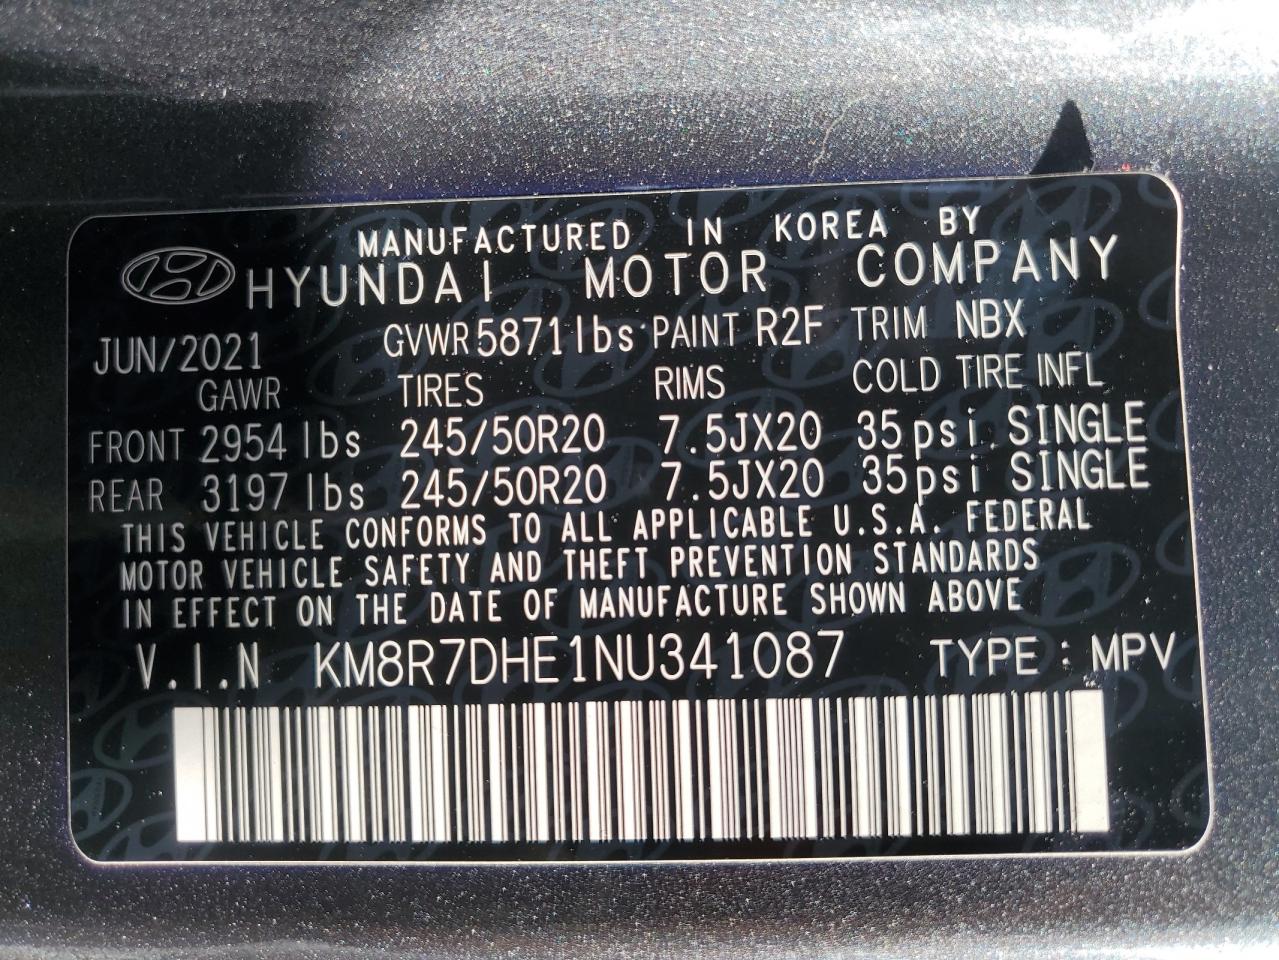 MANUFACTURED IN KOREA BY
HYUNDAI MOTOR COMPANY
JUN/2021 GVWR 5871lbs PAINT R2F TRIM NBX
GAWR TIRES RIMS COLD TIRE INFL
FRONT 2954 lbs 245/50R20 7.5JX20 35psi SINGLE
REAR 3197 lbs 245/50R20 7.5JX20 35psi SINGLE
THIS VEHICLE CONFORMS TO ALL APPLICABLE U.S.A. FEDERAL
MOTOR VEHICLE SAFETY AND THEFT PREVENTION STANDARDS
IN EFFECT ON THE DATE OF MANUFACTURE SHOWN ABOVE
V.I.N KM8R7DHE1NU341087 TYPE : MPV